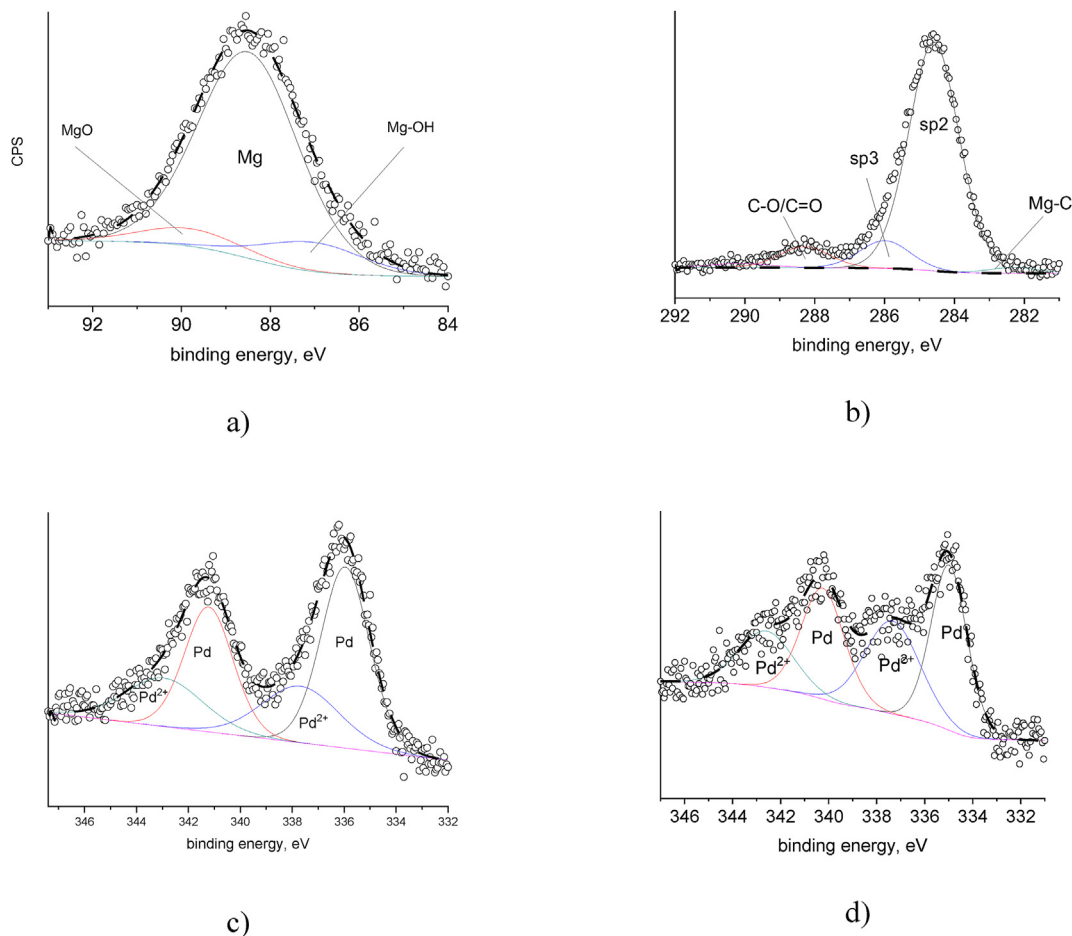 CPS
MgO
Mg
Mg-OH
92 90 88 86 84
binding energy, eV
a)
sp2
sp3
C-O/C=O
Mg-C
292 290 288 286 284 282
binding energy, eV
b)
Pd
Pd²⁺
Pd
Pd²⁺
346 344 342 340 338 336 334 332
binding energy, eV
c)
Pd
Pd
Pd²⁺
Pd²⁺
346 344 342 340 338 336 334 332
binding energy, eV
d)